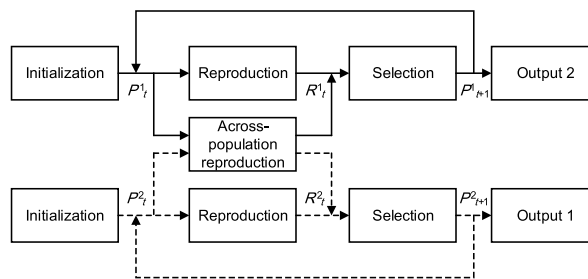 Initialization
Reproduction
Selection
Output 2
P¹t
R¹t
P¹t+1
Across-
population
reproduction
P²t
R²t
P²t+1
Initialization
Reproduction
Selection
Output 1